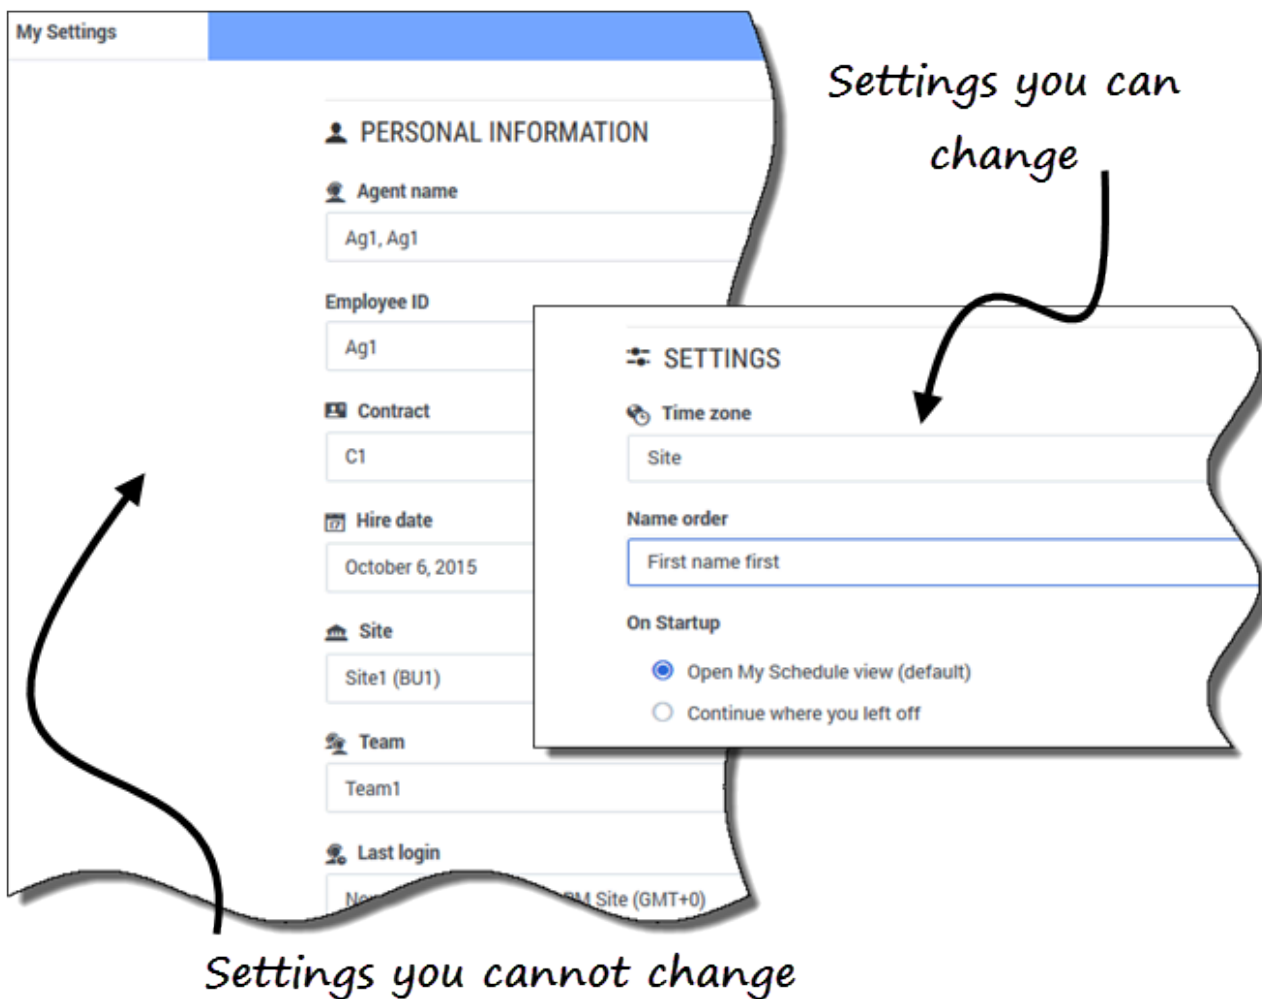 My Settings
Settings you can
change
PERSONAL INFORMATION
Agent name
Ag1, Ag1
Employee ID
Ag1
Contract
C1
Hire date
October 6, 2015
Site
Site1 (BU1)
Team
Team1
Last login
Site (GMT+0)
SETTINGS
Time zone
Site
Name order
First name first
On Startup
Open My Schedule view (default)
Continue where you left off
Settings you cannot change